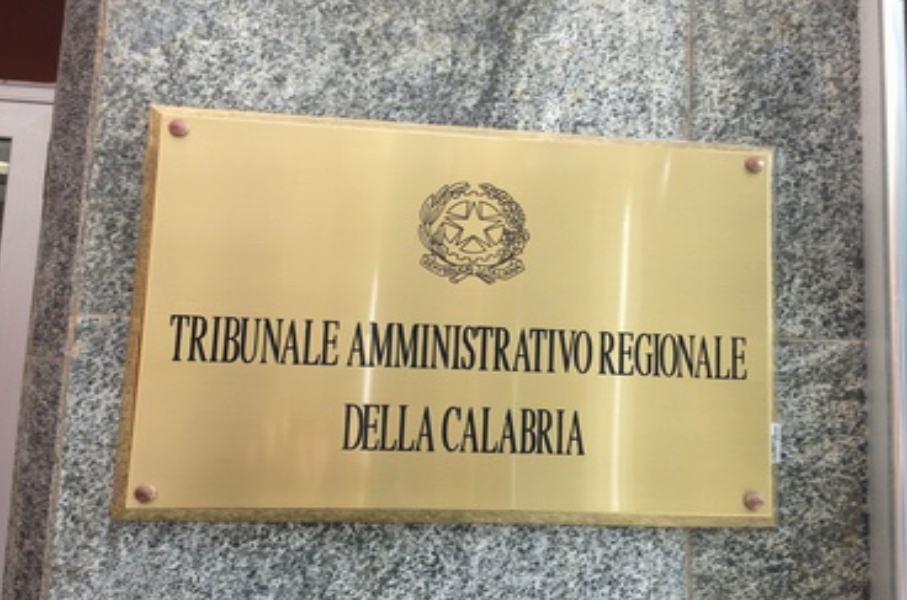 TRIBUNALE AMMINISTRATIVO REGIONALE
DELLA CALABRIA